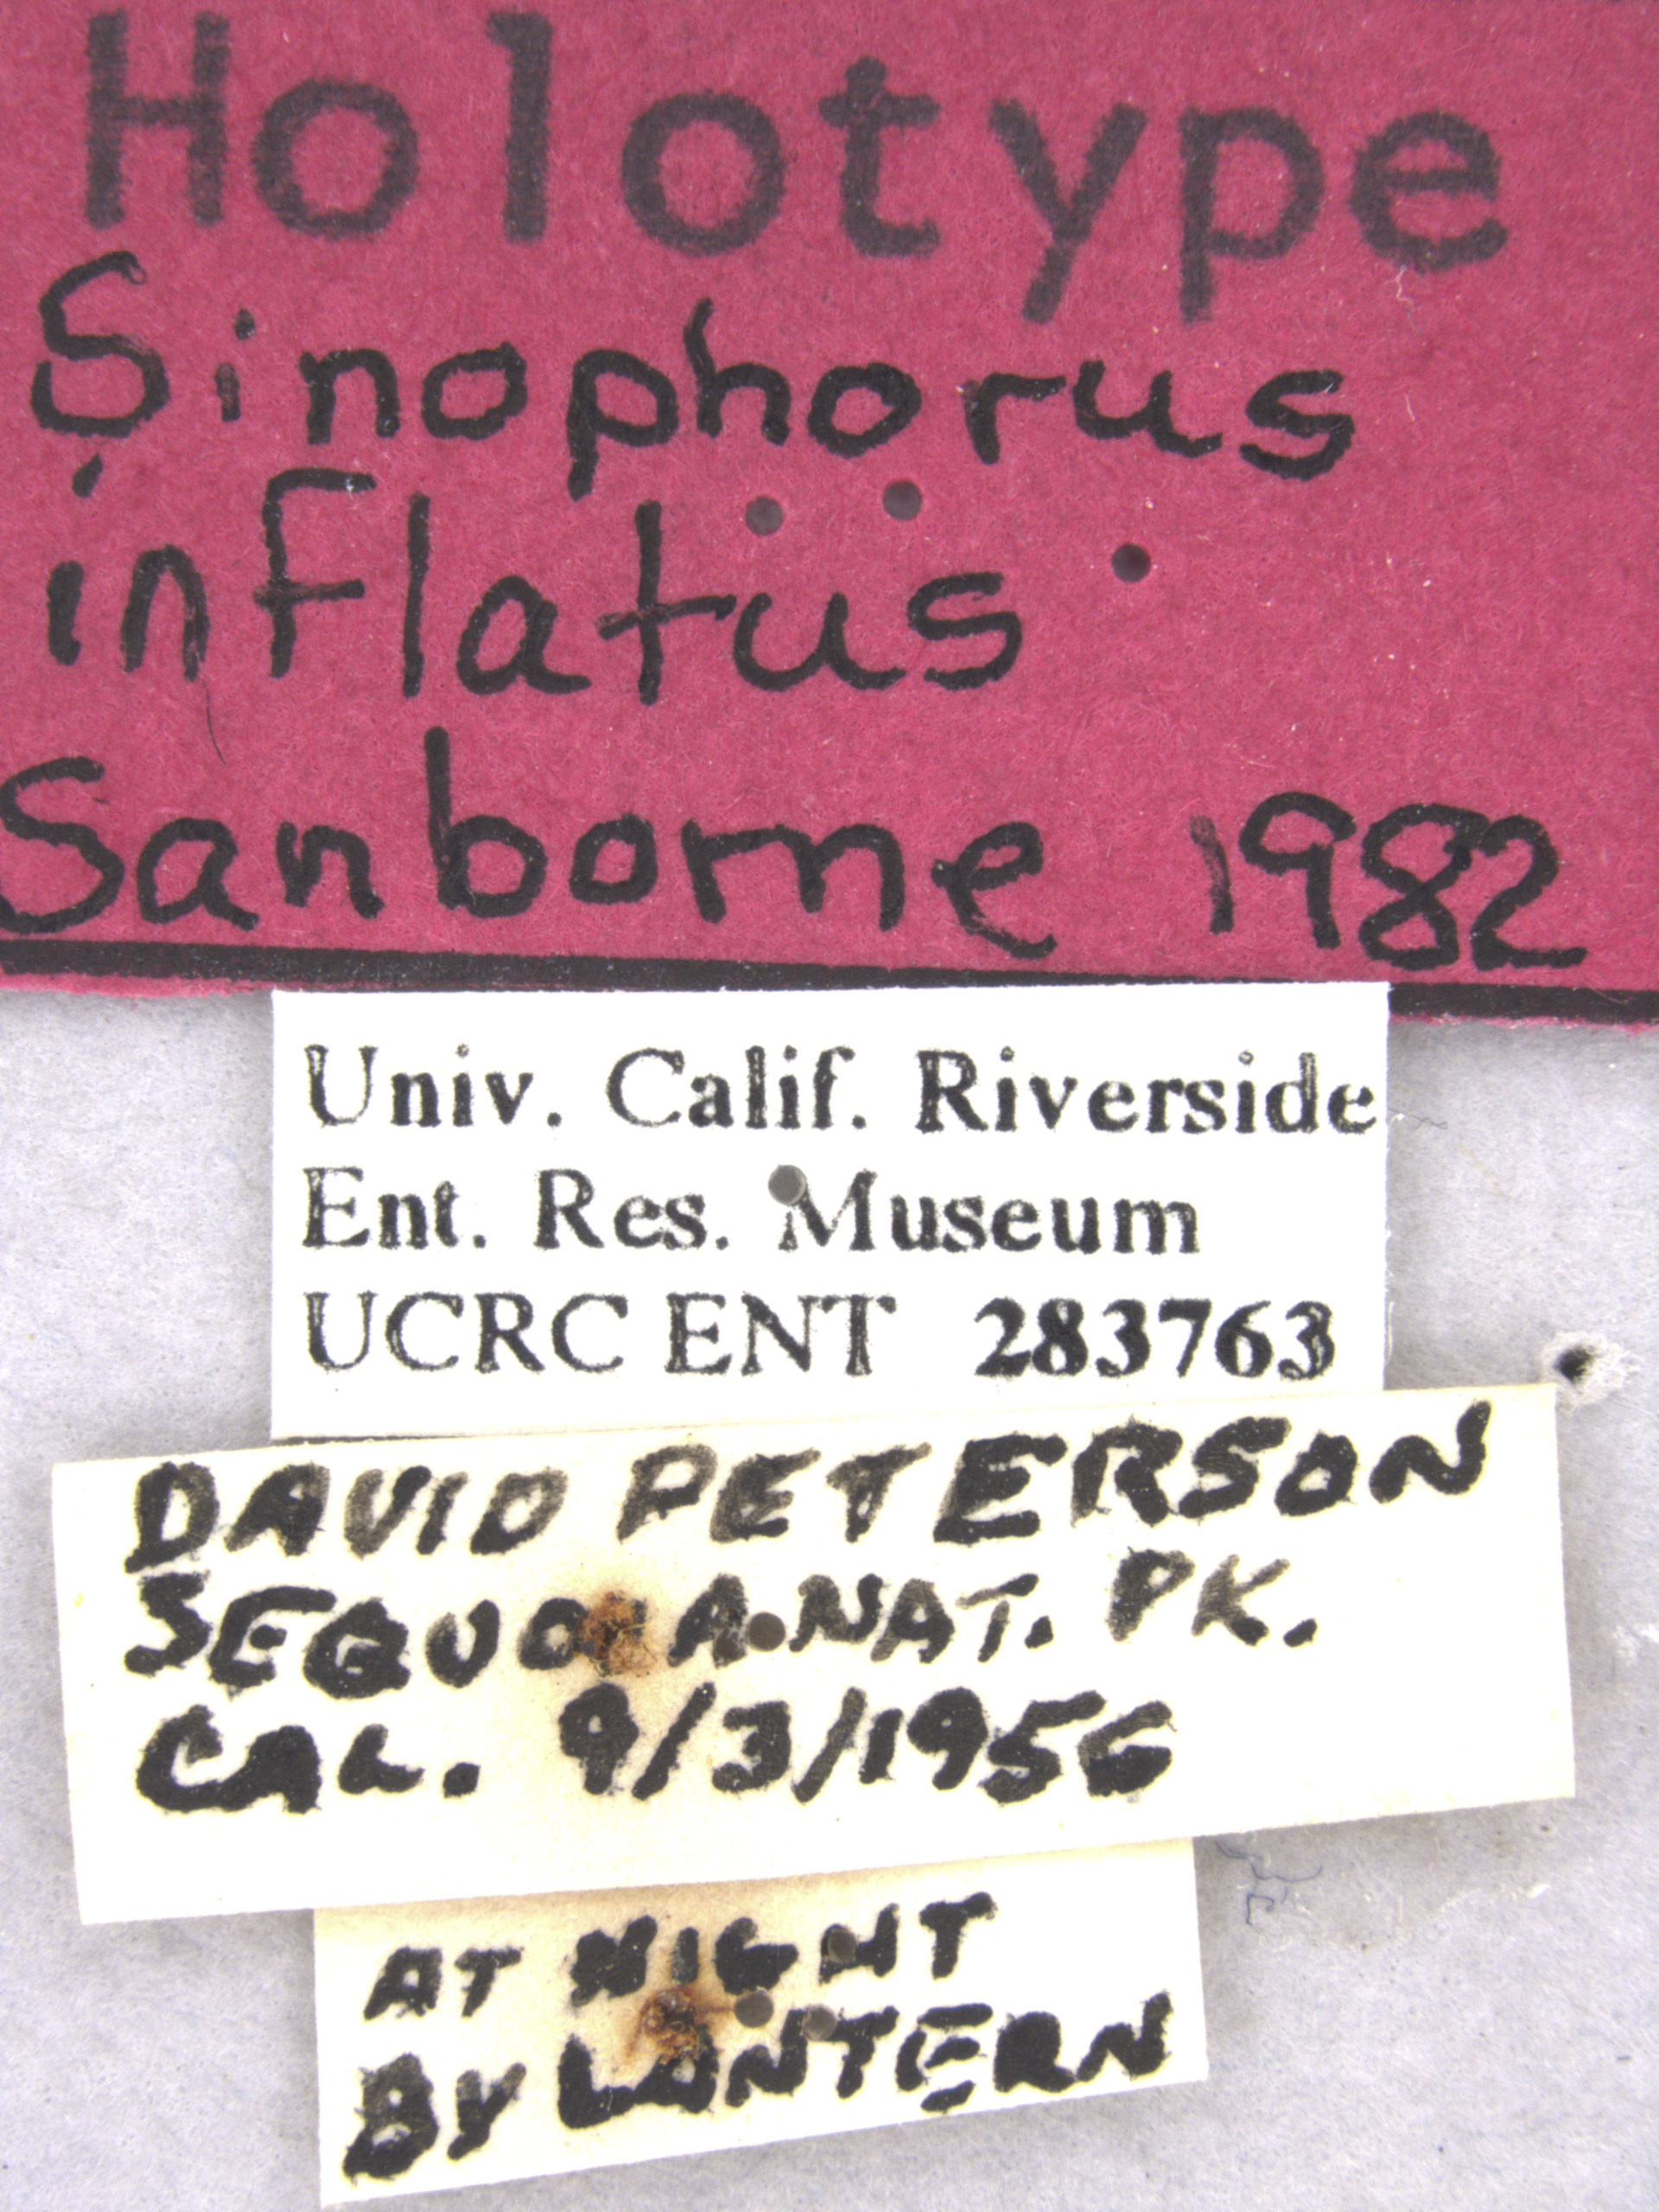 Holotype
Sinophorus
inflatus
Sanborne 1982
Univ. Calif. Riverside
Ent. Res. Museum
UCRC ENT 283763
DAVID PETERSON
SEQUOIA NAT. PK.
CAL. 9/3/1956
AT NIGHT
BY LANTERN